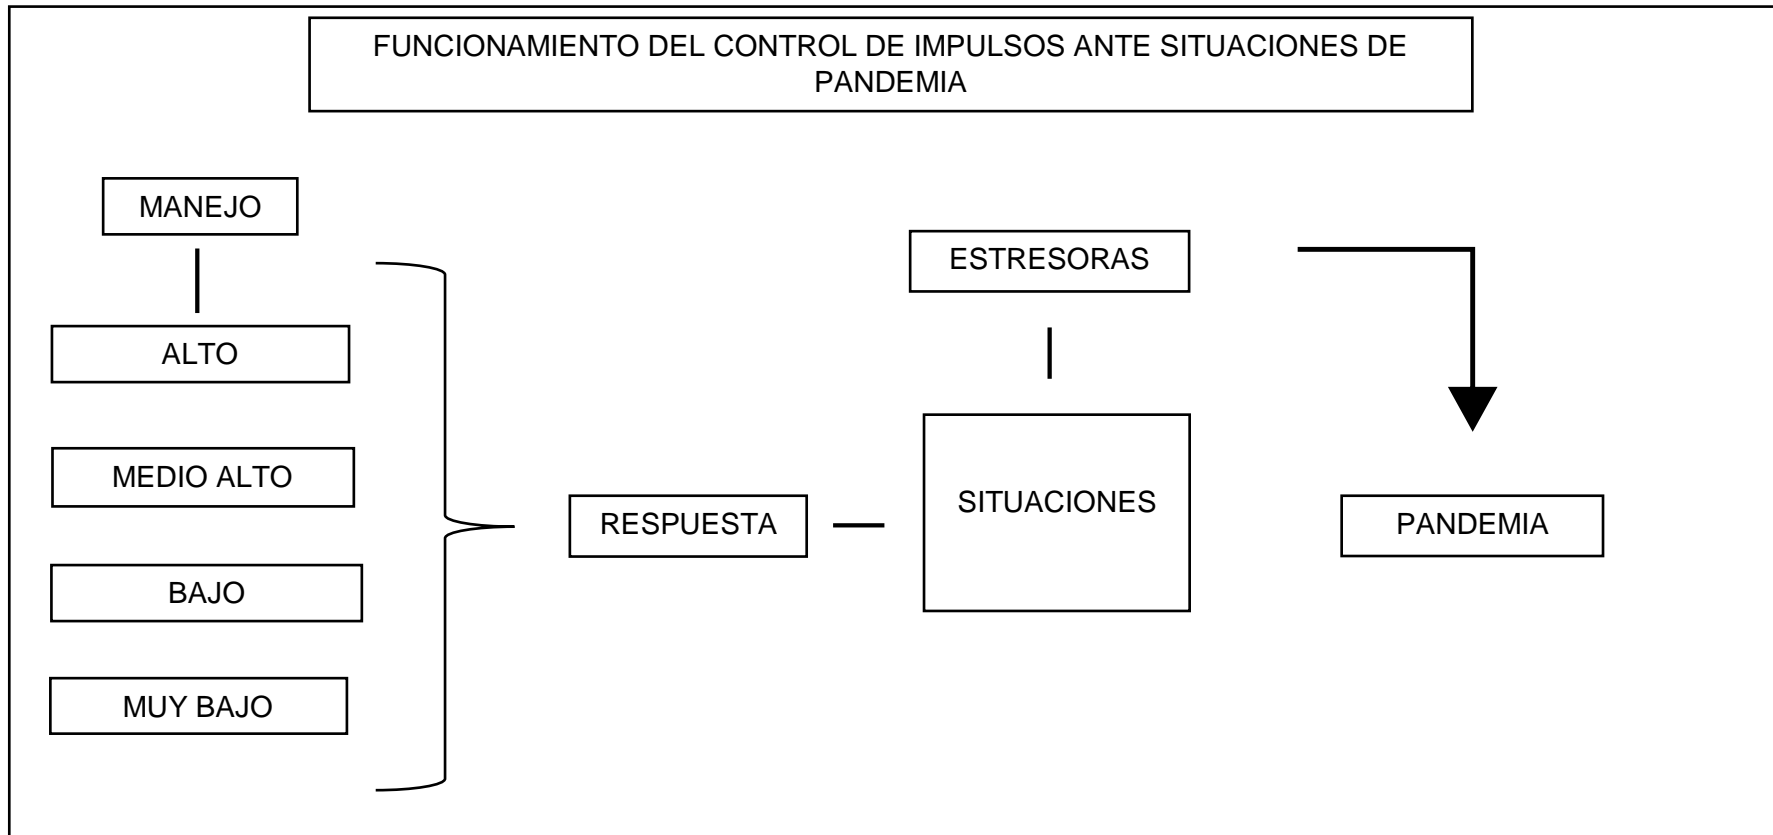 FUNCIONAMIENTO DEL CONTROL DE IMPULSOS ANTE SITUACIONES DE
PANDEMIA
MANEJO
ALTO
MEDIO ALTO
BAJO
MUY BAJO
RESPUESTA
ESTRESORAS
SITUACIONES
PANDEMIA